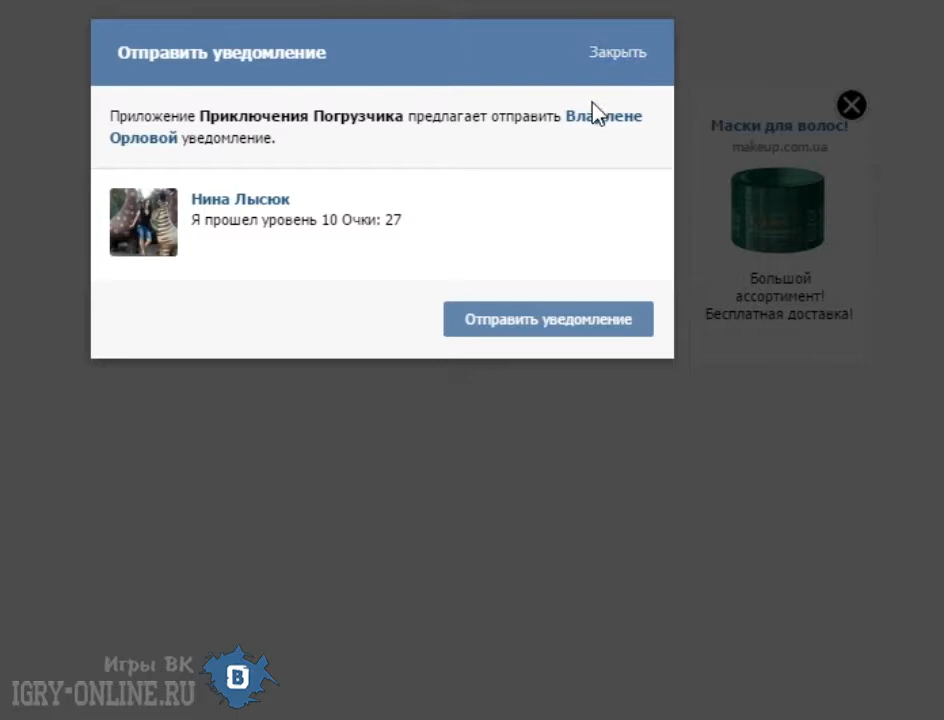 Отправить уведомление
Закрыть
Приложение Приключения Погрузчика предлагает отправить
Орловой уведомление.
Нина Лысюк
Я прошел уровень 10 Очки: 27
Отправить уведомление
Маски для волос!
makeup.com.ua
Большой
ассортимент!
Бесплатная доставка!
Игры ВК
IGRY-ONLINE.RU
В